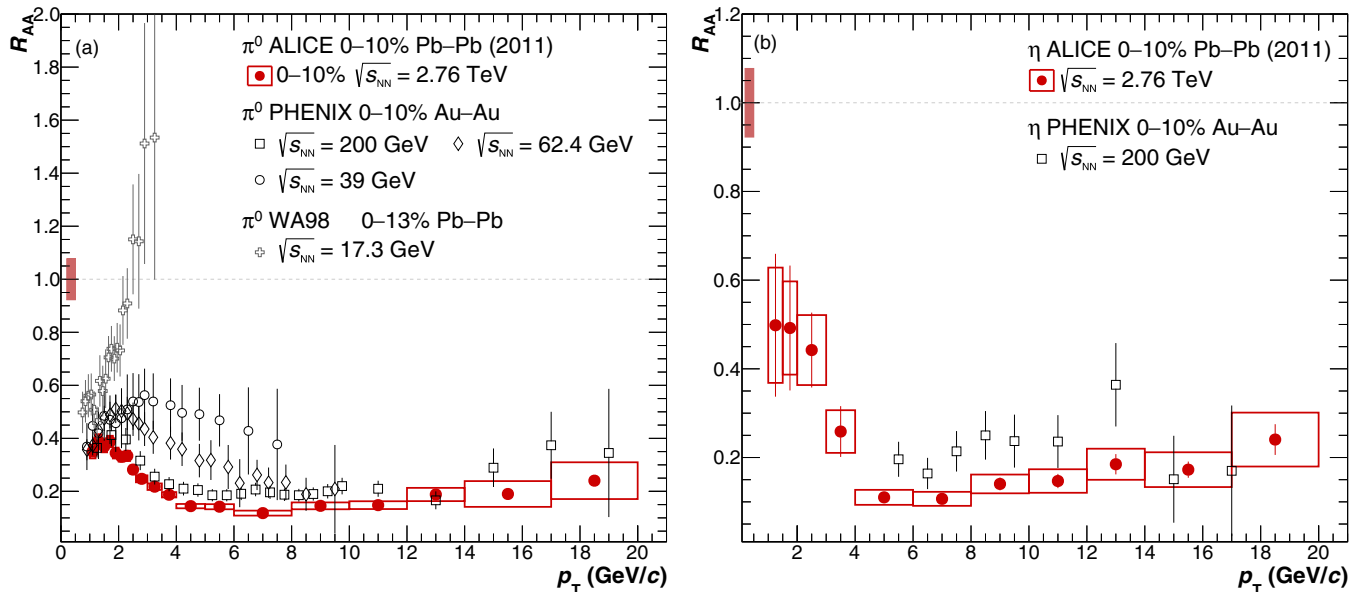 R_AA
(a)
π⁰ ALICE 0–10% Pb–Pb (2011)
0–10% √s_NN = 2.76 TeV
π⁰ PHENIX 0–10% Au–Au
√s_NN = 200 GeV √s_NN = 62.4 GeV
√s_NN = 39 GeV
π⁰ WA98 0–13% Pb–Pb
√s_NN = 17.3 GeV
2.0
1.8
1.6
1.4
1.2
1.0
0.8
0.6
0.4
0.2
0 2 4 6 8 10 12 14 16 18 20
p_T (GeV/c)
R_AA
(b)
η ALICE 0–10% Pb–Pb (2011)
√s_NN = 2.76 TeV
η PHENIX 0–10% Au–Au
√s_NN = 200 GeV
1.2
1.0
0.8
0.6
0.4
0.2
2 4 6 8 10 12 14 16 18 20
p_T (GeV/c)